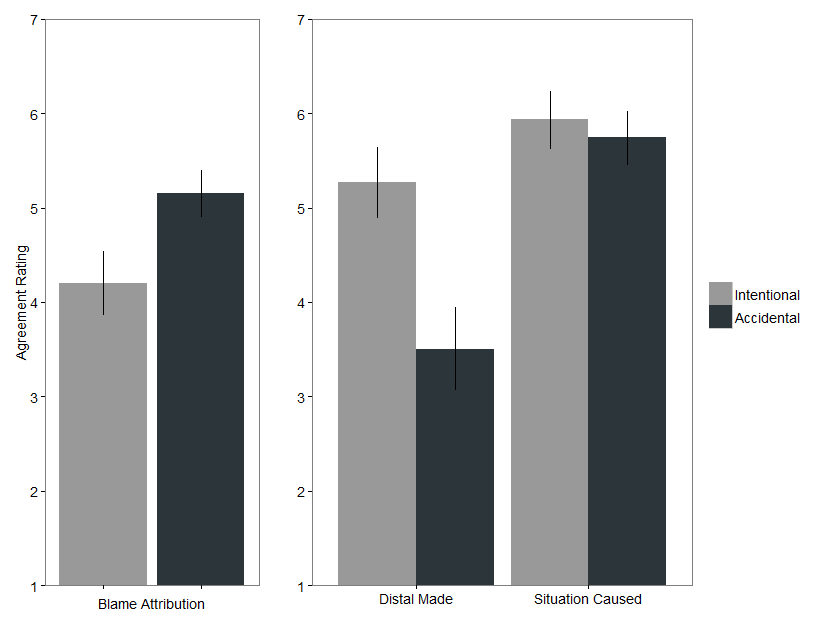 7
6
5
4
3
2
1
Agreement Rating
Blame Attribution
7
6
5
4
3
2
1
Distal Made
Situation Caused
Intentional
Accidental